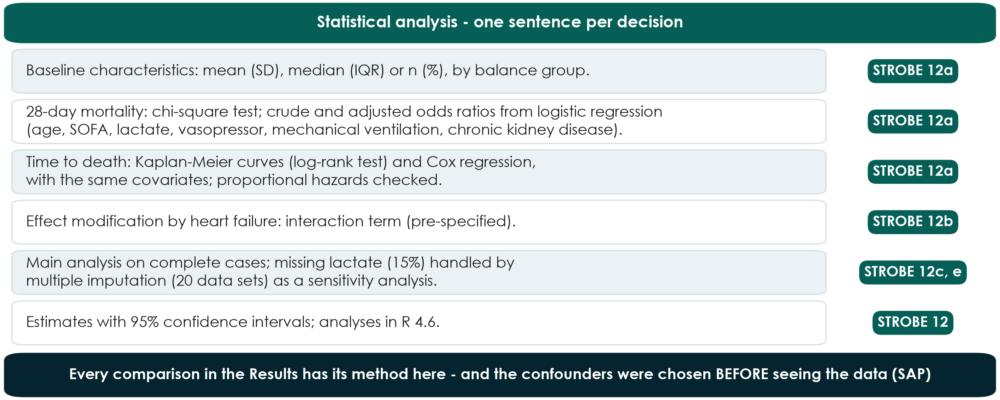 Statistical analysis - one sentence per decision
Baseline characteristics: mean (SD), median (IQR) or n (%), by balance group.
STROBE 12a
28-day mortality: chi-square test; crude and adjusted odds ratios from logistic regression
(age, SOFA, lactate, vasopressor, mechanical ventilation, chronic kidney disease).
STROBE 12a
Time to death: Kaplan-Meier curves (log-rank test) and Cox regression,
with the same covariates; proportional hazards checked.
STROBE 12a
Effect modification by heart failure: interaction term (pre-specified).
STROBE 12b
Main analysis on complete cases; missing lactate (15%) handled by
multiple imputation (20 data sets) as a sensitivity analysis.
STROBE 12c, e
Estimates with 95% confidence intervals; analyses in R 4.6.
STROBE 12
Every comparison in the Results has its method here - and the confounders were chosen BEFORE seeing the data (SAP)